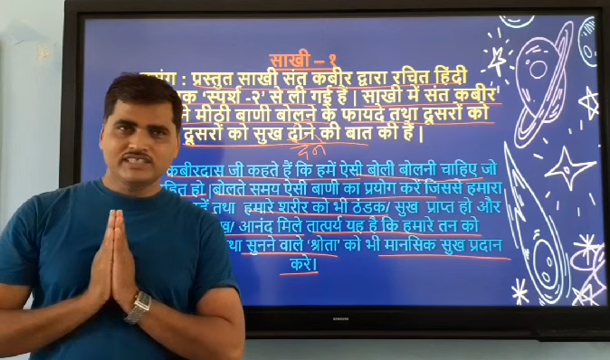 साखी – १
: प्रस्तुत साखी संत कबीर द्वारा रचित हिंदी
'स्पर्श -२' से ली गई हैं | साखी में संत कबीर
मीठी बाणी बोलने के फायदे तथा दूसरों को
दूसरों को सुख दोने की बात की हैं |
देने
कबीरदास जी कहते हैं कि हमें ऐसी बोली बोलनी चाहिए जो
हो |बोलते समय ऐसी बाणी का प्रयोग करें जिससे हमारा
तथा हमारे शरीर को भी ठंडक/ सुख प्राप्त हो और
आनंद मिले तात्पर्य यह है कि हमारे तन को
सुनने वाले 'श्रोता' को भी मानसिक सुख प्रदान
करे।